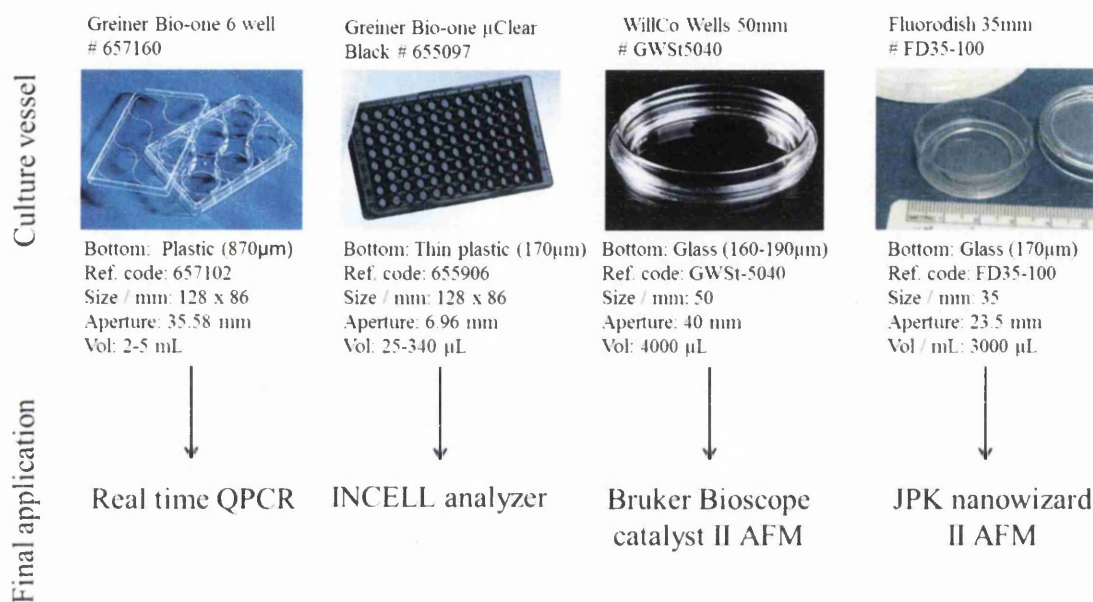 Greiner Bio-one 6 well
# 657160
Greiner Bio-one µClear
Black # 655097
WillCo Wells 50mm
# GWSt5040
Fluorodish 35mm
# FD35-100
Culture vessel
Bottom: Plastic (870µm)
Ref. code: 657102
Size / mm: 128 x 86
Aperture: 35.58 mm
Vol: 2-5 mL
Bottom: Thin plastic (170µm)
Ref. code: 655906
Size / mm: 128 x 86
Aperture: 6.96 mm
Vol: 25-340 µL
Bottom: Glass (160-190µm)
Ref. code: GWSt-5040
Size / mm: 50
Aperture: 40 mm
Vol: 4000 µL
Bottom: Glass (170µm)
Ref. code: FD35-100
Size / mm: 35
Aperture: 23.5 mm
Vol / mL: 3000 µL
Final application
Real time QPCR
INCELL analyzer
Bruker Bioscope
catalyst II AFM
JPK nanowizard
II AFM